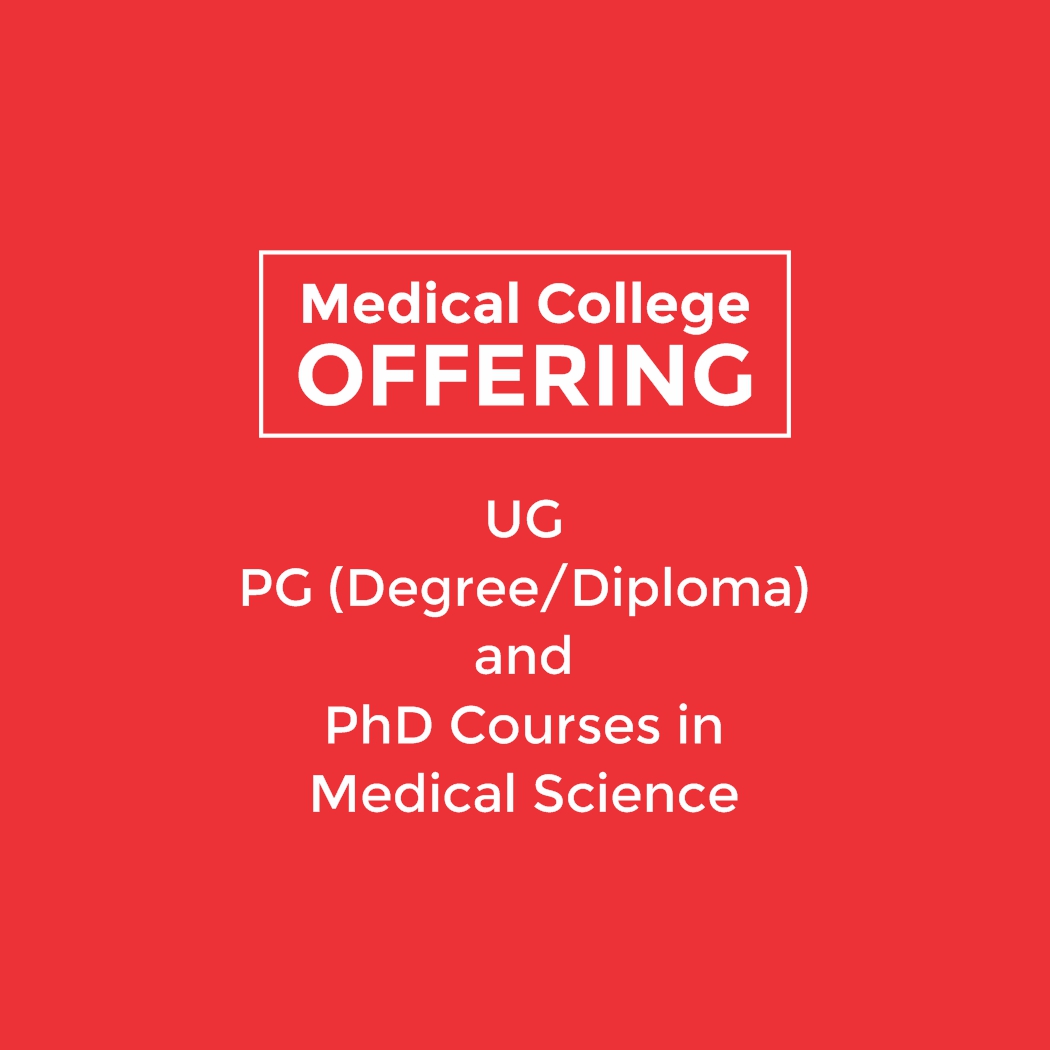 Medical College
OFFERING
UG
PG (Degree/Diploma)
and
PhD Courses in
Medical Science